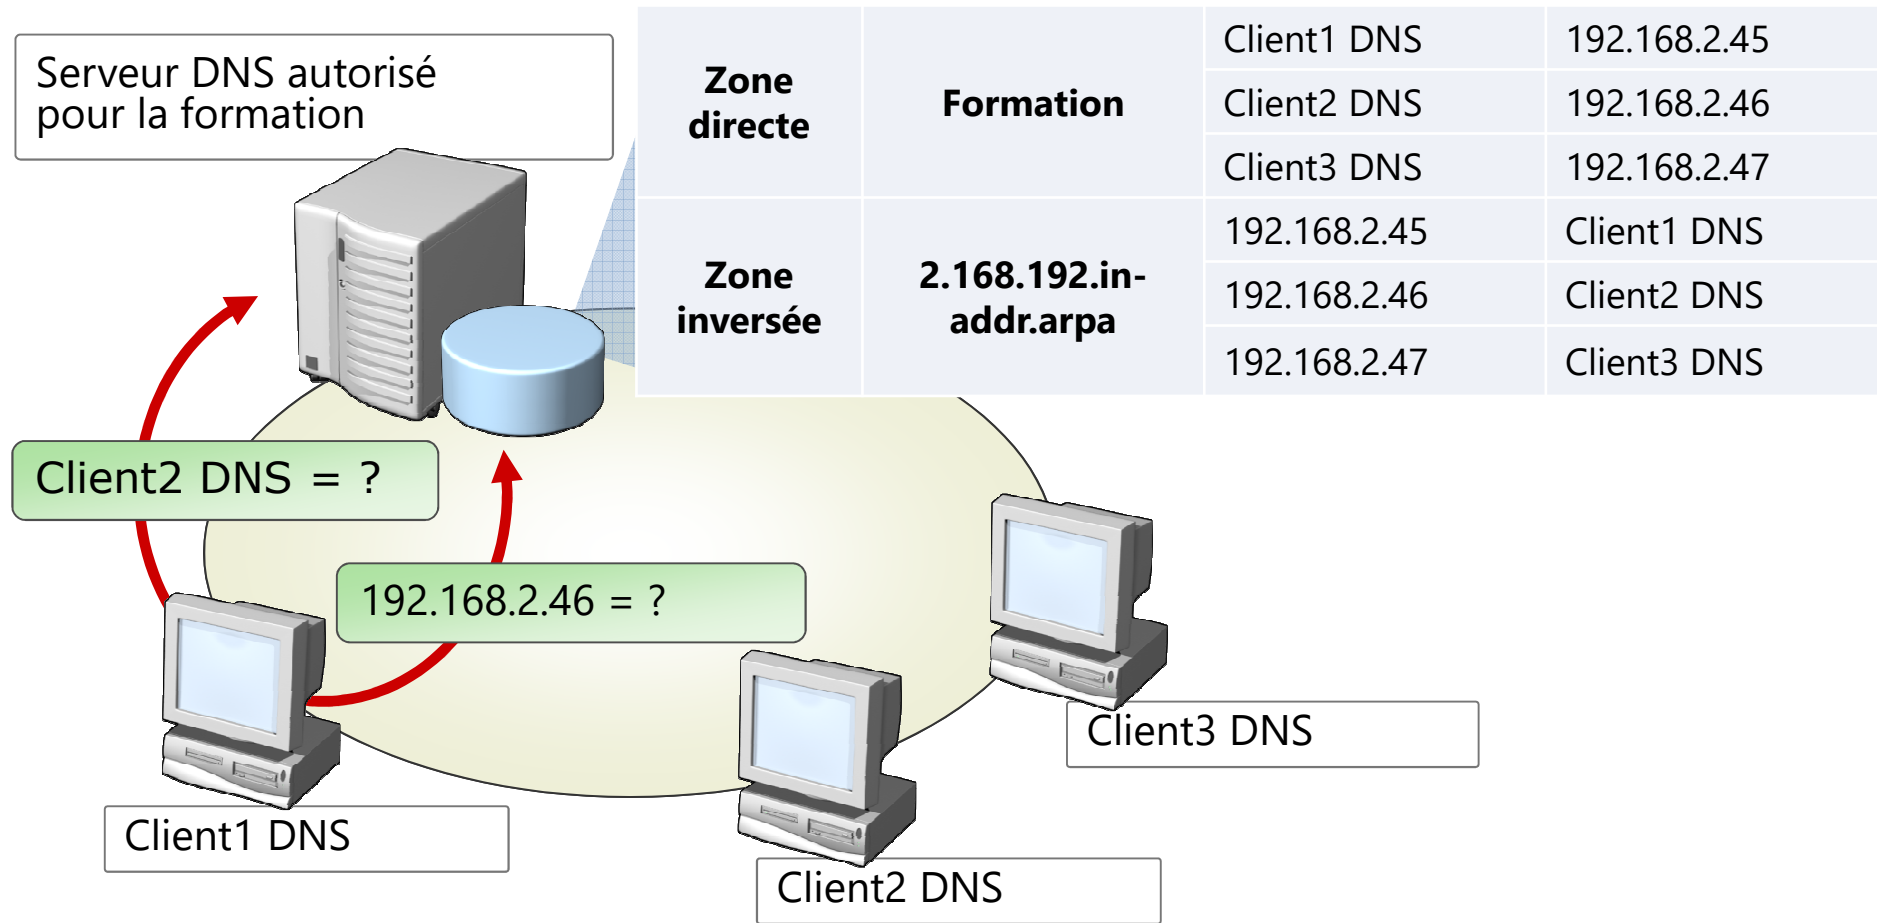 Serveur DNS autorisé
pour la formation
Zone
directe
Formation
Client1 DNS 192.168.2.45
Client2 DNS 192.168.2.46
Client3 DNS 192.168.2.47
Zone
inversée
2.168.192.in-
addr.arpa
192.168.2.45 Client1 DNS
192.168.2.46 Client2 DNS
192.168.2.47 Client3 DNS
Client2 DNS = ?
192.168.2.46 = ?
Client3 DNS
Client1 DNS
Client2 DNS